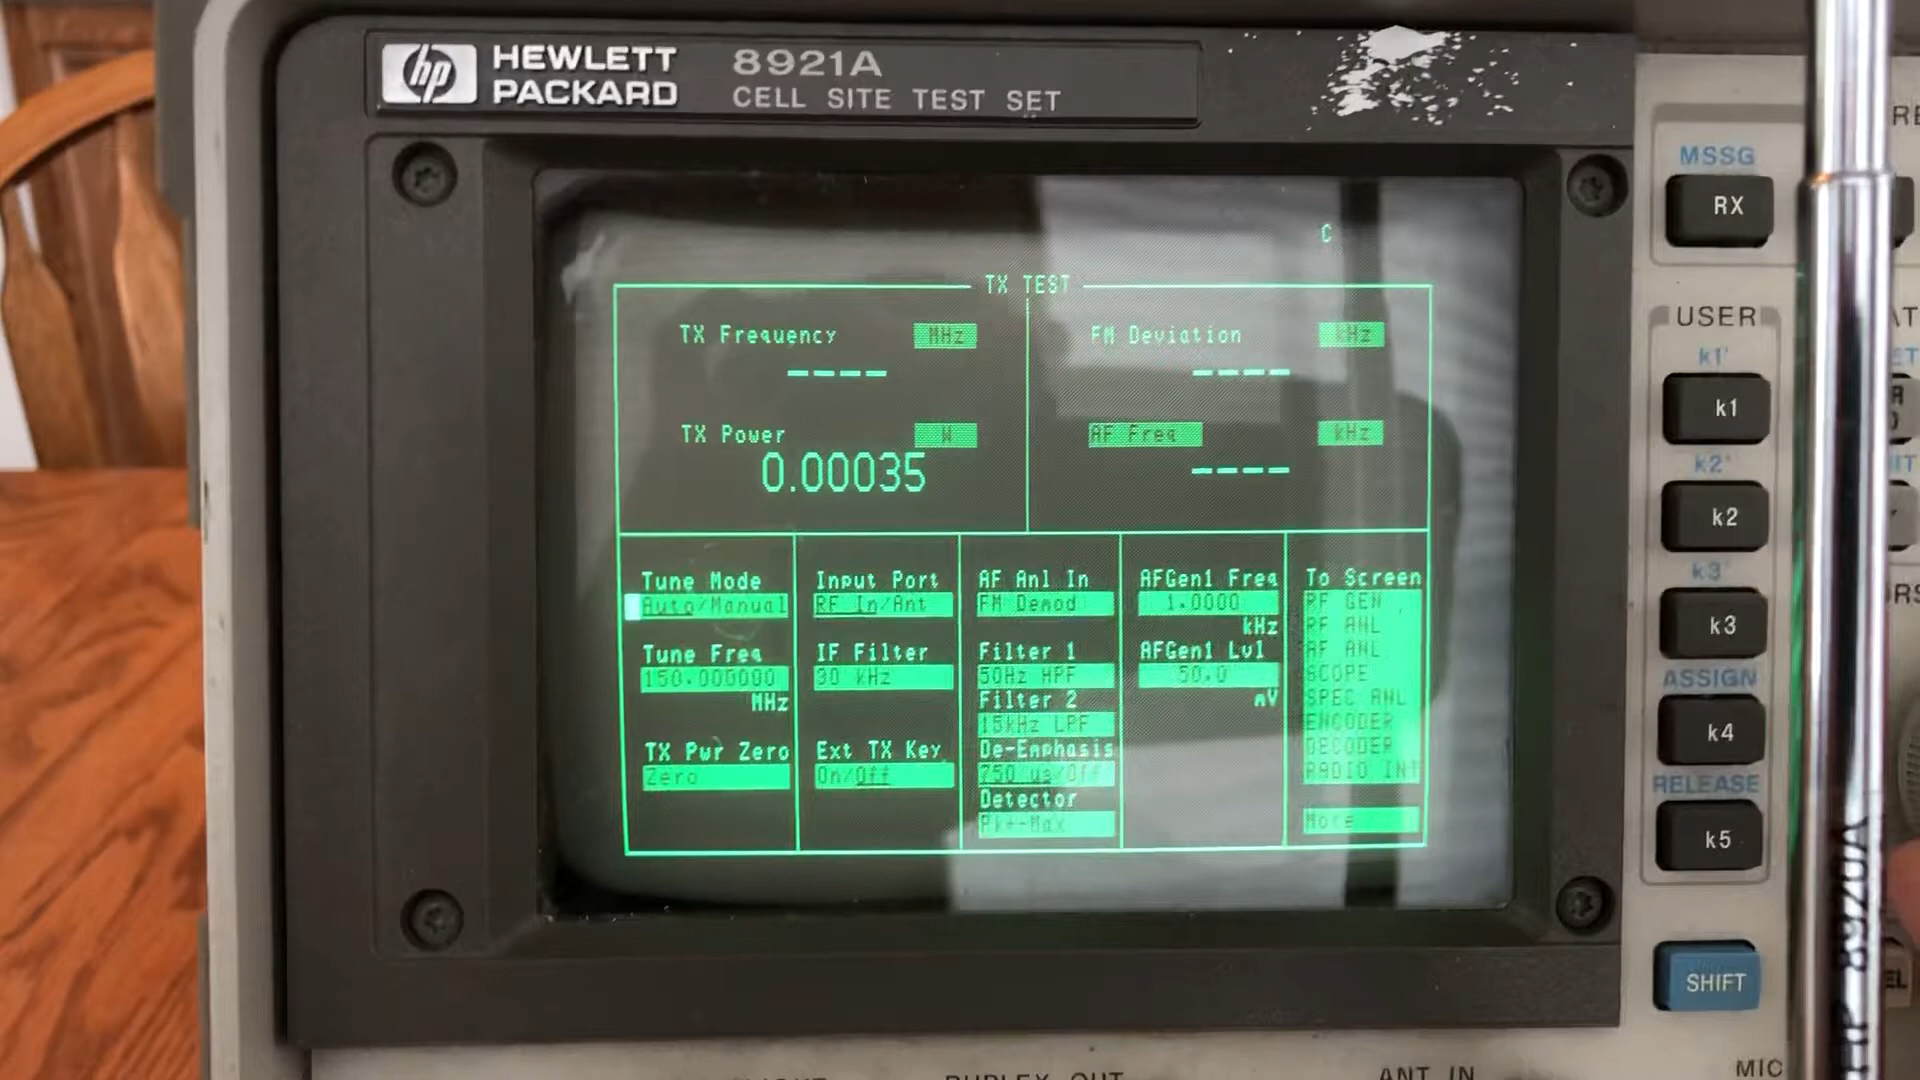 hp HEWLETT PACKARD
8921A
CELL SITE TEST SET
C
TX TEST
TX Frequency MHz
----
FM Deviation kHz
----
TX Power W
0.00035
AF Freq kHz
----
Tune Mode
Auto/Manual
Tune Freq
150.000000
MHz
TX Pwr Zero
Zero
Input Port
RF In/Ant
IF Filter
30 kHz
Ext TX Key
On/Off
AF Anl In
FM Demod
Filter 1
50Hz HPF
Filter 2
15kHz LPF
De-Emphasis
750 us/Off
Detector
Pk+-Max
AFGen1 Freq
1.0000
kHz
AFGen1 Lvl
50.0
mV
To Screen
RF GEN
RF ANL
AF ANL
SCOPE
SPEC ANL
ENCODER
DECODER
RADIO INT
More
MSSG
RX
USER
k1'
k1
k2'
k2
k3'
k3
ASSIGN
k4
RELEASE
k5
SHIFT
DUPLEX OUT
ANT IN
MIC